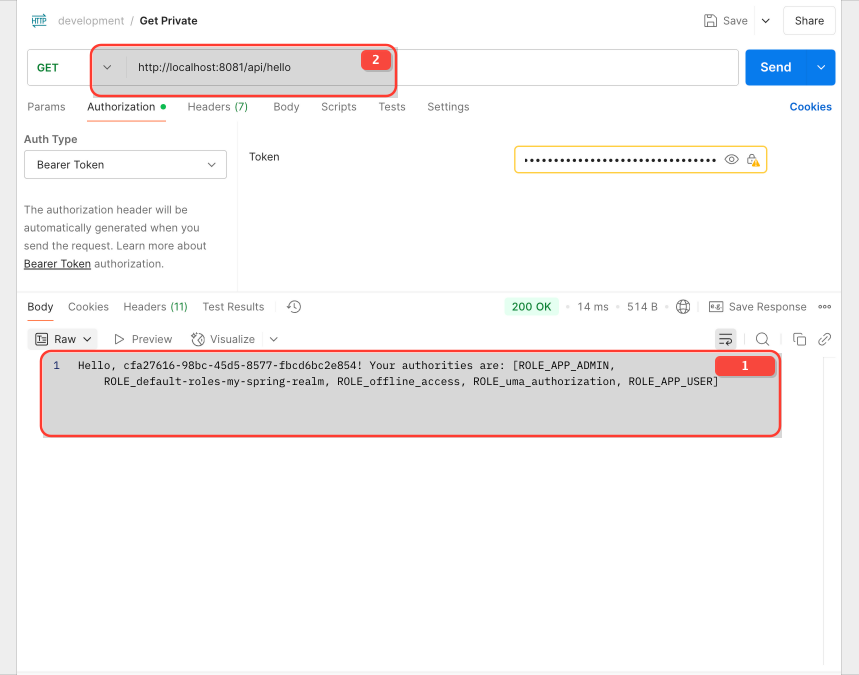 HTTP development / Get Private Save Share
GET http://localhost:8081/api/hello 2 Send
Params Authorization Headers (7) Body Scripts Tests Settings Cookies
Auth Type
Bearer Token
Token ••••••••••••••••••••••••••••••••
The authorization header will be
automatically generated when you
send the request. Learn more about
Bearer Token authorization.
Body Cookies Headers (11) Test Results 200 OK • 14 ms • 514 B • e.g. Save Response
Raw Preview Visualize
1 Hello, cfa27616-98bc-45d5-8577-fbcd6bc2e854! Your authorities are: [ROLE_APP_ADMIN, 1
ROLE_default-roles-my-spring-realm, ROLE_offline_access, ROLE_uma_authorization, ROLE_APP_USER]